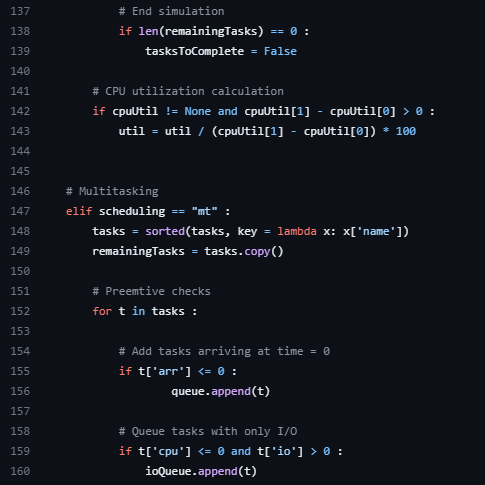 137 # End simulation
138 if len(remainingTasks) == 0 :
139 tasksToComplete = False
140
141 # CPU utilization calculation
142 if cpuUtil != None and cpuUtil[1] - cpuUtil[0] > 0 :
143 util = util / (cpuUtil[1] - cpuUtil[0]) * 100
144
145
146 # Multitasking
147 elif scheduling == "mt" :
148 tasks = sorted(tasks, key = lambda x: x['name'])
149 remainingTasks = tasks.copy()
150
151 # Preemtive checks
152 for t in tasks :
153
154 # Add tasks arriving at time = 0
155 if t['arr'] <= 0 :
156 queue.append(t)
157
158 # Queue tasks with only I/O
159 if t['cpu'] <= 0 and t['io'] > 0 :
160 ioQueue.append(t)